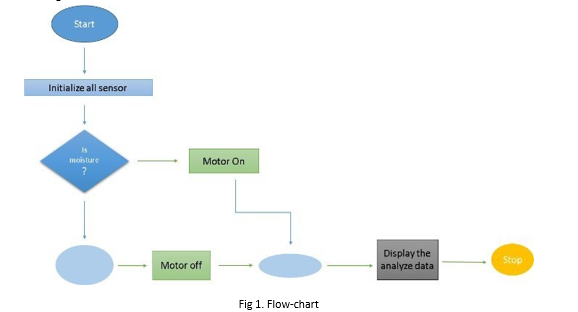 Start
Initialize all sensor
Is
moisture
?
Motor On
Motor off
Display the
analyze data
Stop
Fig 1. Flow-chart